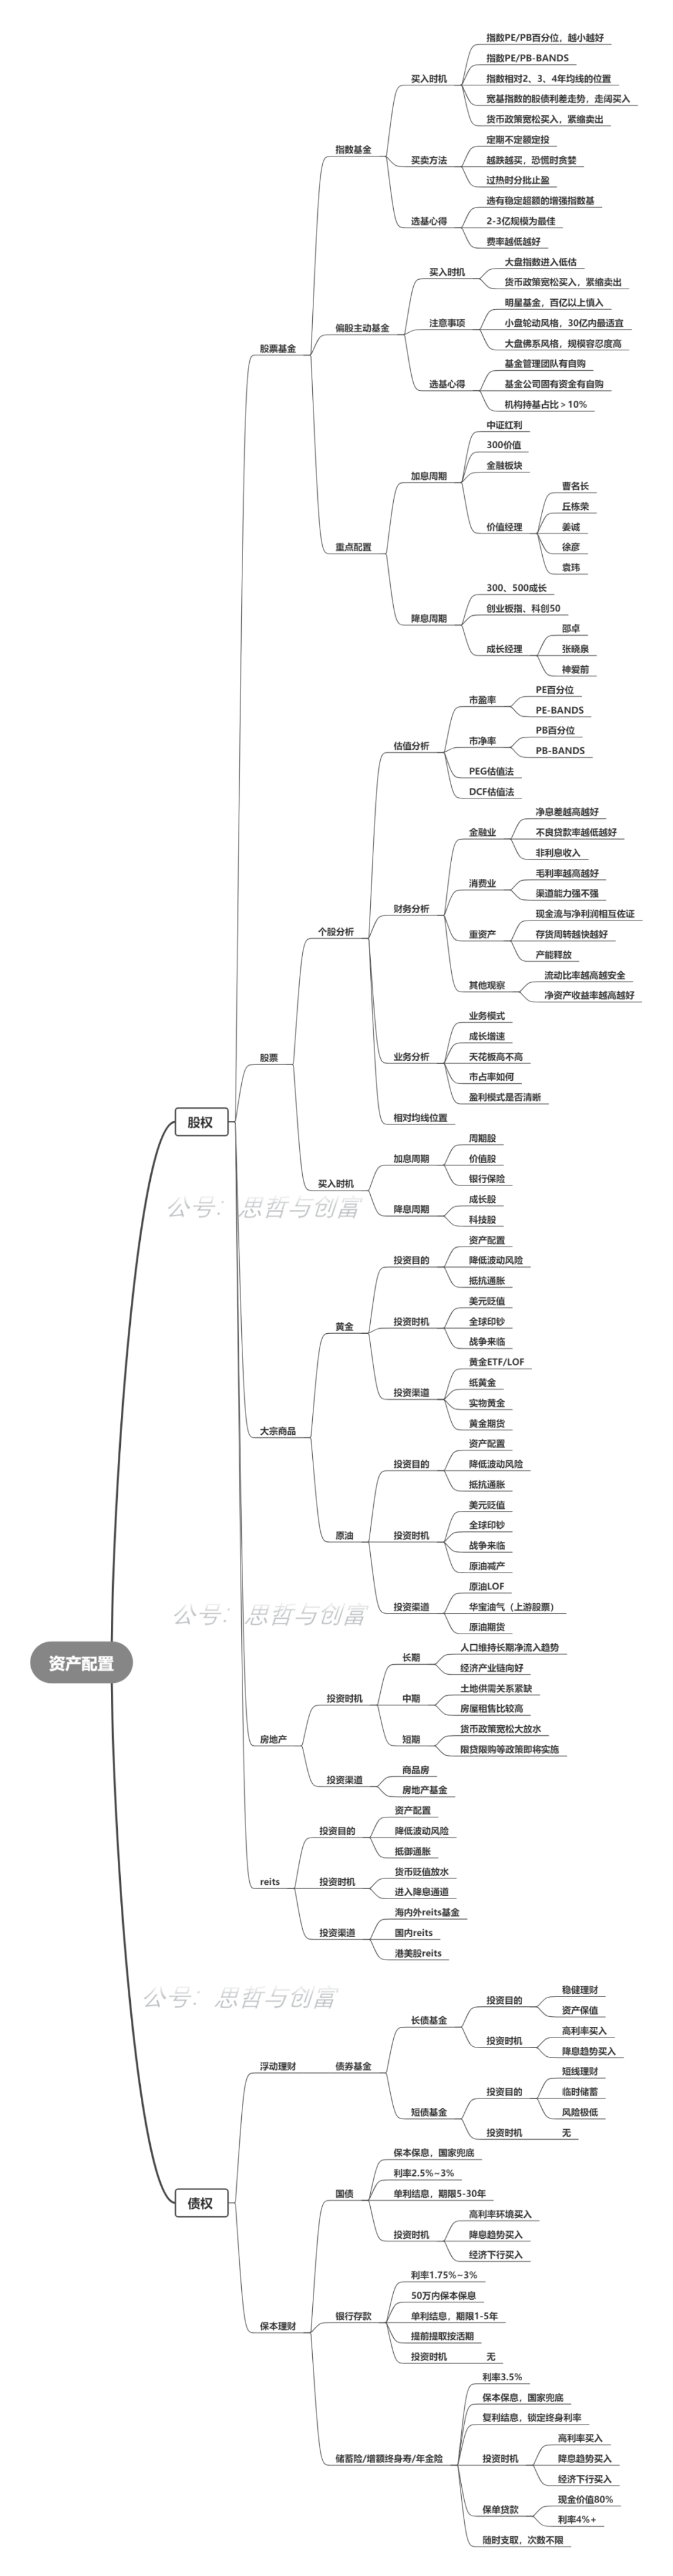 资产配置
股权
股票基金
指数基金
买入时机
指数PE/PB百分位，越小越好
指数PE/PB-BANDS
指数相对2、3、4年均线的位置
宽基指数的股债利差走势，走阔买入
货币政策宽松买入，紧缩卖出
买卖方法
定期不定额定投
越跌越买，恐慌时贪婪
过热时分批止盈
选基心得
选有稳定超额的增强指数基
2-3亿规模为最佳
费率越低越好
偏股主动基金
买入时机
大盘指数进入低估
货币政策宽松买入，紧缩卖出
注意事项
明星基金，百亿以上慎入
小盘轮动风格，30亿内最适宜
大盘佛系风格，规模容忍度高
选基心得
基金管理团队有自购
基金公司固有资金有自购
机构持基占比＞10%
重点配置
加息周期
中证红利
300价值
金融板块
价值经理
曹名长
丘栋荣
姜诚
徐彦
袁玮
降息周期
300、500成长
创业板指、科创50
成长经理
邵卓
张晓泉
神爱前
股票
个股分析
估值分析
市盈率
PE百分位
PE-BANDS
市净率
PB百分位
PB-BANDS
PEG估值法
DCF估值法
财务分析
金融业
净息差越高越好
不良贷款率越低越好
非利息收入
消费业
毛利率越高越好
渠道能力强不强
重资产
现金流与净利润相互佐证
存货周转越快越好
产能释放
其他观察
流动比率越高越安全
净资产收益率越高越好
业务分析
业务模式
成长增速
天花板高不高
市占率如何
盈利模式是否清晰
相对均线位置
买入时机
加息周期
周期股
价值股
银行保险
降息周期
成长股
科技股
公号：思哲与创富
大宗商品
黄金
投资目的
资产配置
降低波动风险
抵抗通胀
投资时机
美元贬值
全球印钞
战争来临
投资渠道
黄金ETF/LOF
纸黄金
实物黄金
黄金期货
原油
投资目的
资产配置
降低波动风险
抵抗通胀
投资时机
美元贬值
全球印钞
战争来临
原油减产
投资渠道
原油LOF
华宝油气（上游股票）
原油期货
公号：思哲与创富
房地产
投资时机
长期
人口维持长期净流入趋势
经济产业链向好
中期
土地供需关系紧缺
房屋租售比较高
短期
货币政策宽松大放水
限贷限购等政策即将实施
投资渠道
商品房
房地产基金
reits
投资目的
资产配置
降低波动风险
抵御通胀
投资时机
货币贬值放水
进入降息通道
投资渠道
海内外reits基金
国内reits
港美股reits
公号：思哲与创富
债权
浮动理财
债券基金
长债基金
投资目的
稳健理财
资产保值
投资时机
高利率买入
降息趋势买入
短债基金
投资目的
短线理财
临时储蓄
风险极低
投资时机
无
保本理财
国债
保本保息，国家兜底
利率2.5%~3%
单利结息，期限5-30年
投资时机
高利率环境买入
降息趋势买入
经济下行买入
银行存款
利率1.75%~3%
50万内保本保息
单利结息，期限1-5年
提前提取按活期
投资时机
无
储蓄险/增额终身寿/年金险
利率3.5%
保本保息，国家兜底
复利结息，锁定终身利率
投资时机
高利率买入
降息趋势买入
经济下行买入
保单贷款
现金价值80%
利率4%+
随时支取，次数不限